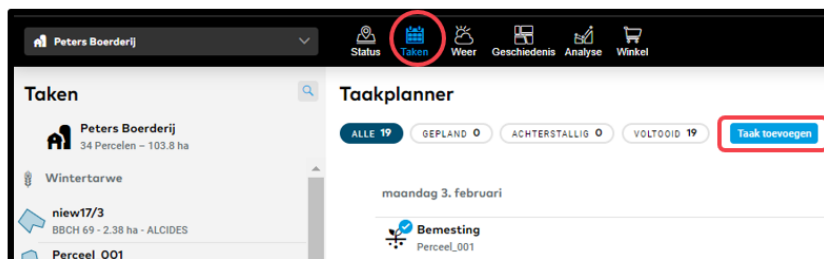 Peters Boerderij
Status Taken Weer Geschiedenis Analyse Winkel
Taken
Peters Boerderij
34 Percelen – 103.8 ha
Wintertarwe
niew17/3
BBCH 69 - 2.38 ha - ALCIDES
Perceel_001
Taakplanner
ALLE 19 GEPLAND 0 ACHTERSTALLIG 0 VOLTOOID 19 Taak toevoegen
maandag 3. februari
Bemesting
Perceel_001